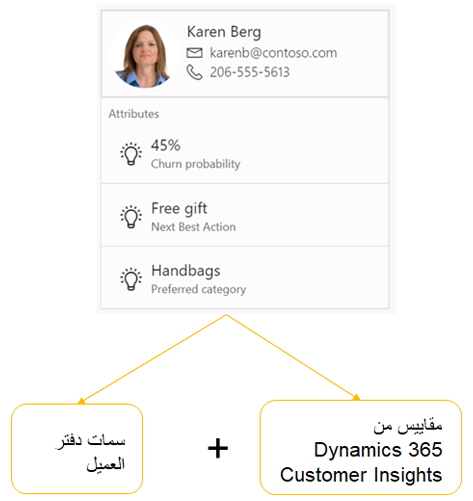 Karen Berg
karenb@contoso.com
206-555-5613
Attributes
45%
Churn probability
Free gift
Next Best Action
Handbags
Preferred category
مقاييس من
Dynamics 365
Customer Insights
+
سمات دفتر
العميل